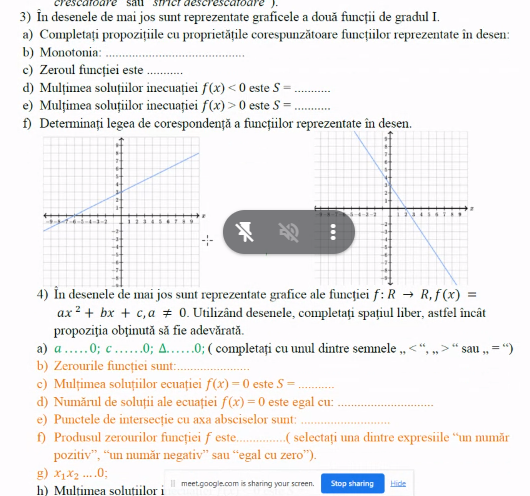 crescătoare" sau "strict descrescătoare").
3) În desenele de mai jos sunt reprezentate graficele a două funcții de gradul I.
a) Completați propozițiile cu proprietățile corespunzătoare funcțiilor reprezentate în desen:
b) Monotonia: ..........................................
c) Zeroul funcției este ...........
d) Mulțimea soluțiilor inecuației f(x) < 0 este S = ...........
e) Mulțimea soluțiilor inecuației f(x) > 0 este S = ...........
f) Determinați legea de corespondență a funcțiilor reprezentate în desen.
4) În desenele de mai jos sunt reprezentate grafice ale funcției f: R → R, f(x) =
ax² + bx + c, a ≠ 0. Utilizând desenele, completați spațiul liber, astfel încât
propoziția obținută să fie adevărată.
a) a ......0; c ......0; Δ......0; ( completați cu unul dintre semnele „ < “, „ > “ sau „ = “)
b) Zerourile funcției sunt:......................
c) Mulțimea soluțiilor ecuației f(x) = 0 este S = ...........
d) Numărul de soluții ale ecuației f(x) = 0 este egal cu: .............................
e) Punctele de intersecție cu axa absciselor sunt: ...........................
f) Produsul zerourilor funcției f este...............( selectați una dintre expresiile “un număr
pozitiv”, “un număr negativ” sau “egal cu zero”).
g) x₁x₂ ....0;
h) Mulțimea soluțiilor i
meet.google.com is sharing your screen.
Stop sharing
Hide